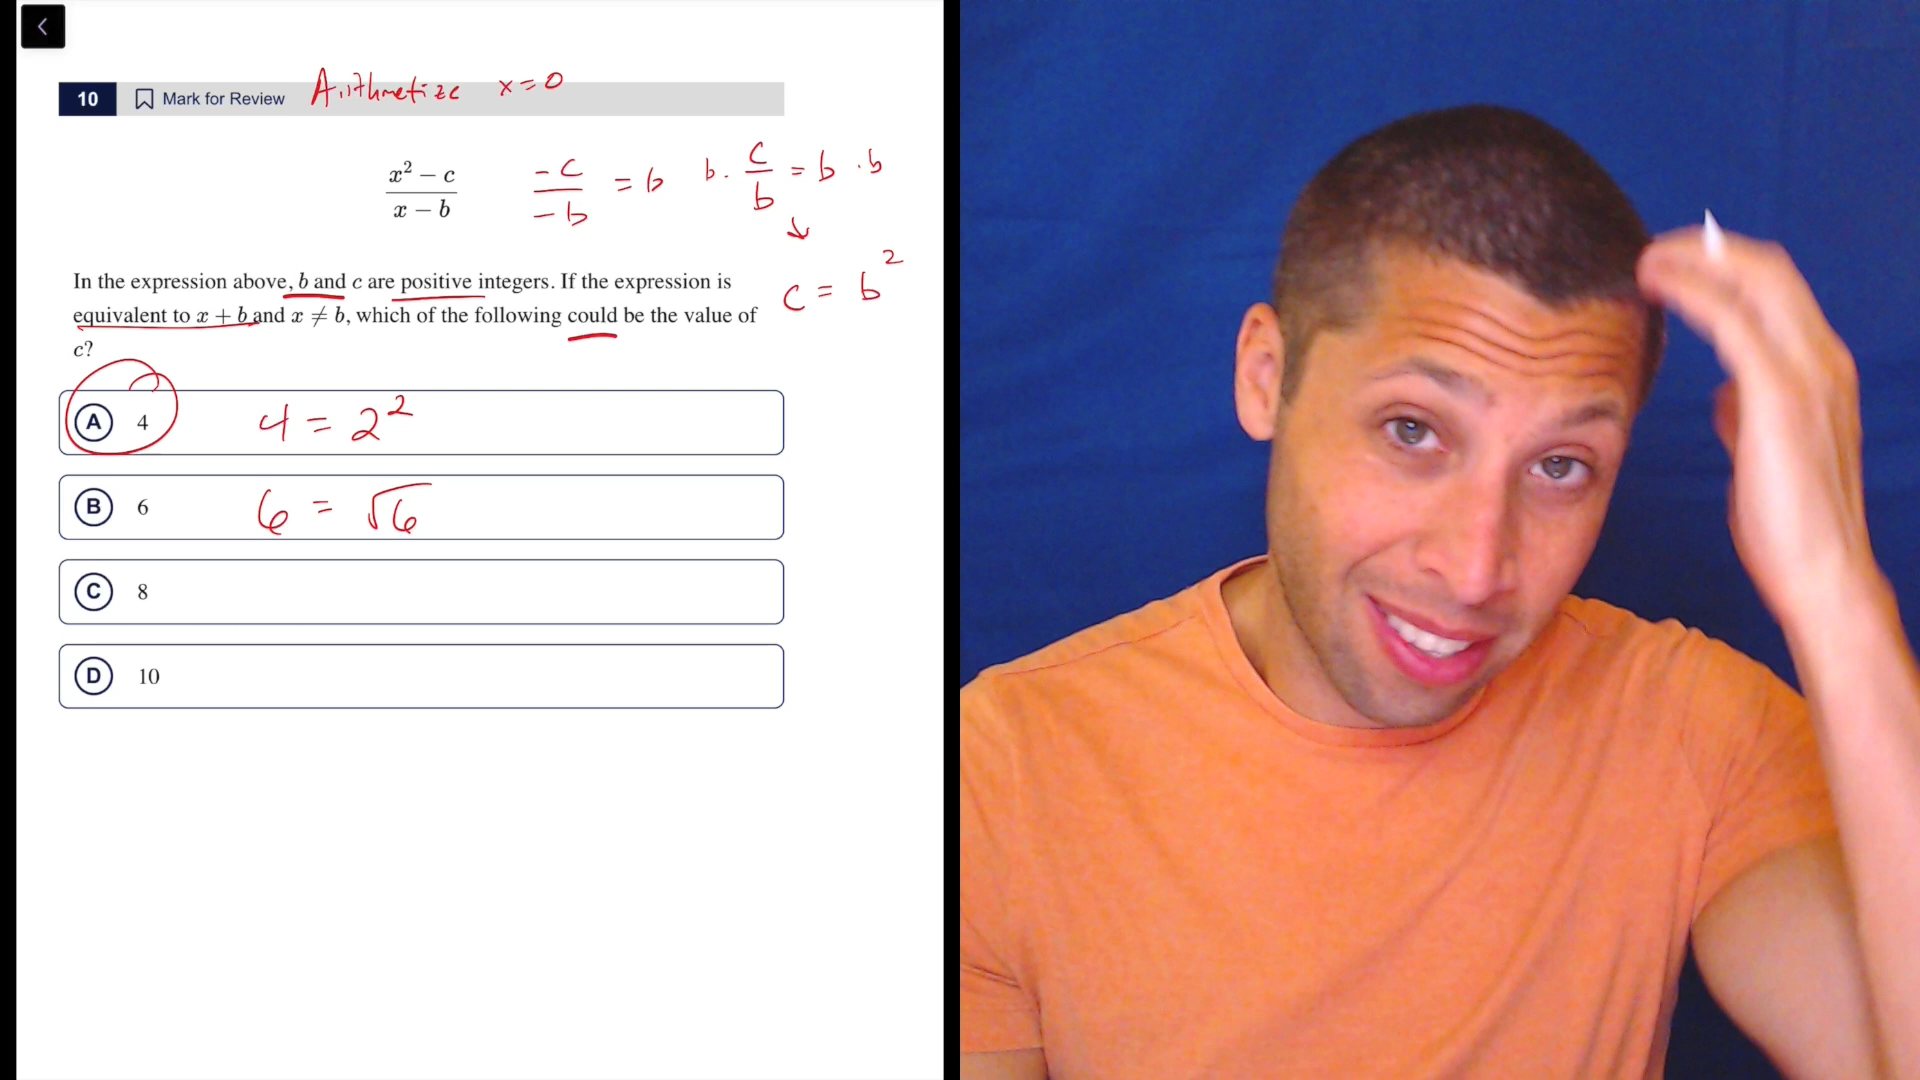 10 Mark for Review Arithmetize x = 0
x² − c / x − b
−c / −b = b
b · c / b = b · b
c = b²
In the expression above, b and c are positive integers. If the expression is
equivalent to x + b and x ≠ b, which of the following could be the value of
c?
A 4 4 = 2²
B 6 6 = √6
C 8
D 10